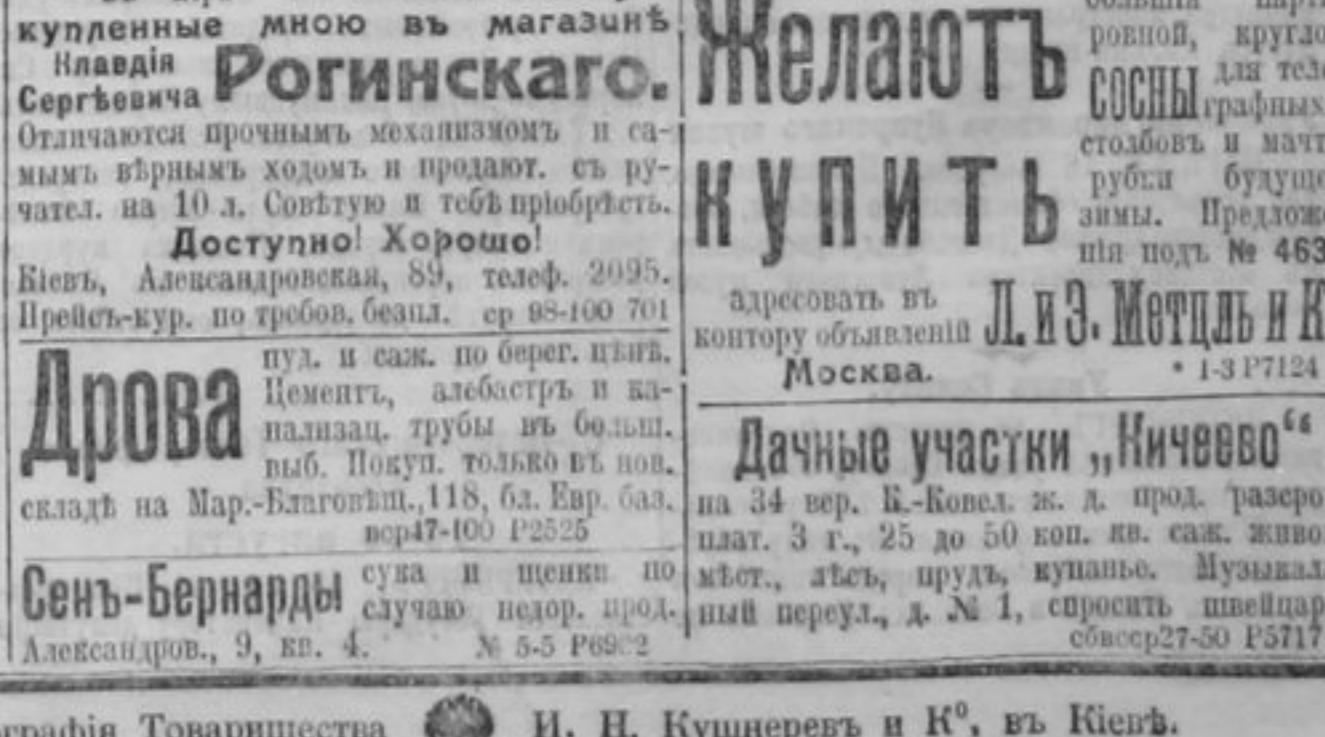 купленные мною въ магазинѣ
Клавдія
Сергѣевича Рогинскаго.
Отличаются прочнымъ механизмомъ и са-
мымъ вѣрнымъ ходомъ и продают. съ ру-
чател. на 10 л. Совѣтую и тебѣ пріобрѣсть.
Доступно! Хорошо!
Кіевъ, Александровская, 89, телеф. 2095.
Прейсъ-кур. по требов. безпл. ср 98-100 701
Дрова
пуд. и саж. по берег. цѣнѣ.
Цементъ, алебастръ и ка-
нализац. трубы въ больш.
выб. Покуп. только въ нов.
складѣ на Мар.-Благовѣщ., 118, бл. Евр. баз.
вср47-100 Р2525
Сенъ-Бернарды
сука и щенки по
случаю недор. прод.
Александров., 9, кв. 4. № 5-5
Желаютъ
купить
ровной, кругло
СОСНЫ для теле
графныхъ
столбовъ и мачт
рубки будуще
зимы. Предложе
нія подъ № 463
адресовать въ
контору объявленій Л. и Э. Метцль и К
Москва. * 1-3 Р7124
Дачные участки „Кичеево“
на 34 вер. К.-Ковел. ж. д. прод. разсро
плат. 3 г., 25 до 50 коп. кв. саж. живо
мѣст., лѣсъ, прудъ, купанье. Музыкал
ный переул., д. № 1, спросить швейцар
сбвсср27-50 Р5717
ографія Товарищества И. Н. Кушнеревъ и К⁰, въ Кіевѣ.